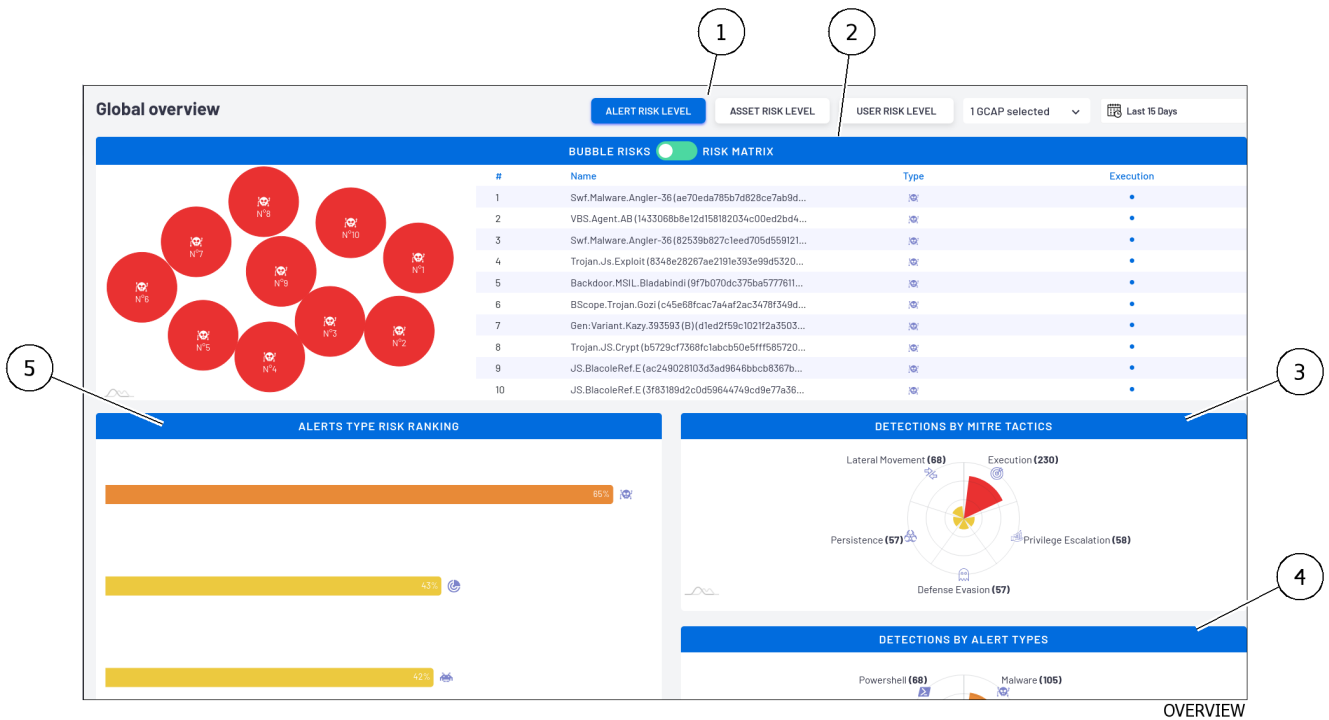 1
2
Global overview
ALERT RISK LEVEL
ASSET RISK LEVEL
USER RISK LEVEL
1 GCAP selected
Last 15 Days
BUBBLE RISKS
RISK MATRIX
N°8
N°10
N°7
N°1
N°9
N°6
N°3
N°2
N°5
N°4
# Name Type Execution
1 Swf.Malware.Angler-36 (ae70eda785b7d828ce7ab9d...
2 VBS.Agent.AB (1433068b8e12d158182034c00ed2bd4...
3 Swf.Malware.Angler-36 (82539b827c1eed705d559121...
4 Trojan.Js.Exploit (8348e28267ae2191e393e99d5320...
5 Backdoor.MSIL.Bladabindi (9f7b070dc375ba5777611...
6 BScope.Trojan.Gozi (c45e68fcac7a4af2ac3478f349d...
7 Gen:Variant.Kazy.393593 (B) (d1ed2f59c1021f2a3503...
8 Trojan.JS.Crypt (b5729cf7368fc1abcb50e5fff585720...
9 JS.BlacoleRef.E (ac249028103d3ad9646bbcb8367b...
10 JS.BlacoleRef.E (3f83189d2c0d59644749cd9e77a36...
5
3
ALERTS TYPE RISK RANKING
65%
43%
42%
DETECTIONS BY MITRE TACTICS
Lateral Movement (68)
Execution (230)
Persistence (57)
Privilege Escalation (58)
Defense Evasion (57)
4
DETECTIONS BY ALERT TYPES
Powershell (68)
Malware (105)
OVERVIEW